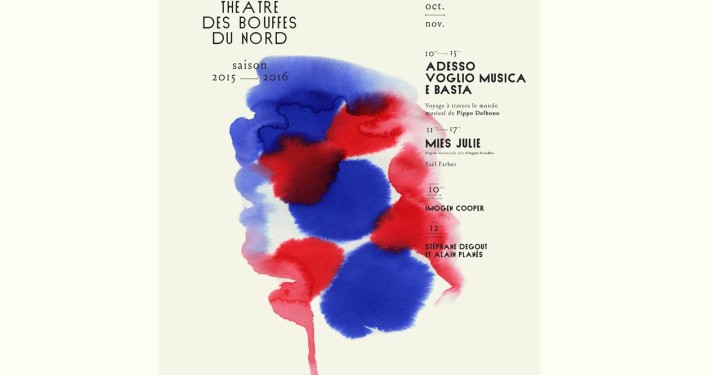 THEATRE
DES BOUFFES
DU NORD
saison
2015 — 2016
oct.
nov.
10 — 15
ADESSO
VOGLIO MUSICA
E BASTA
Voyage à travers le monde
musical de Pippo Delbono
11 — 17
MIES JULIE
Yaël Farber
10
IMOGEN COOPER
12
STÉPHANE DEGOUT
ET ALAIN PLANÈS